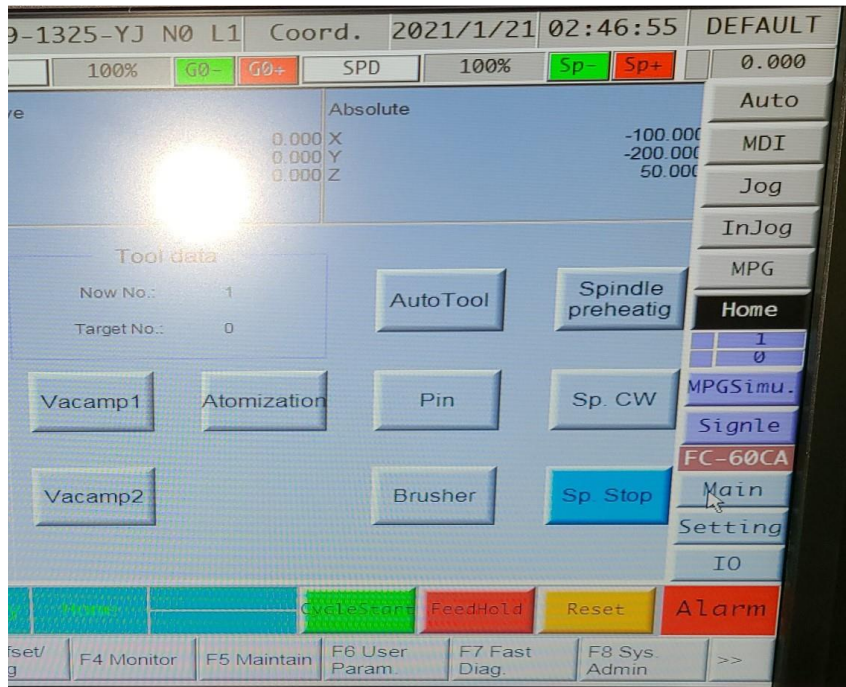 -1325-YJ N0 L1 Coord. 2021/1/21 02:46:55 DEFAULT
100% G0- G0+ SPD 100% Sp- Sp+ 0.000
Absolute
0.000 X -100.000
0.000 Y -200.000
0.000 Z 50.000
Auto
MDI
Jog
InJog
MPG
Home
1
0
MPGSimu.
Signle
FC-60CA
Main
Setting
IO
Tool data
Now No.: 1
Target No.: 0
AutoTool
Spindle
preheatig
Vacamp1 Atomization Pin Sp. CW
Vacamp2 Brusher Sp. Stop
Home CycleStart FeedHold Reset Alarm
F4 Monitor F5 Maintain F6 User
Param. F7 Fast
Diag. F8 Sys.
Admin >>